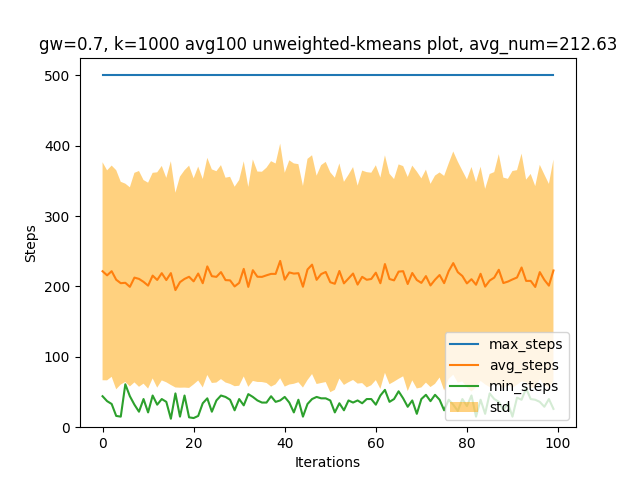 gw=0.7, k=1000 avg100 unweighted-kmeans plot, avg_num=212.63
500
400
300
200
100
0
Steps
max_steps
avg_steps
min_steps
std
0 20 40 60 80 100
Iterations